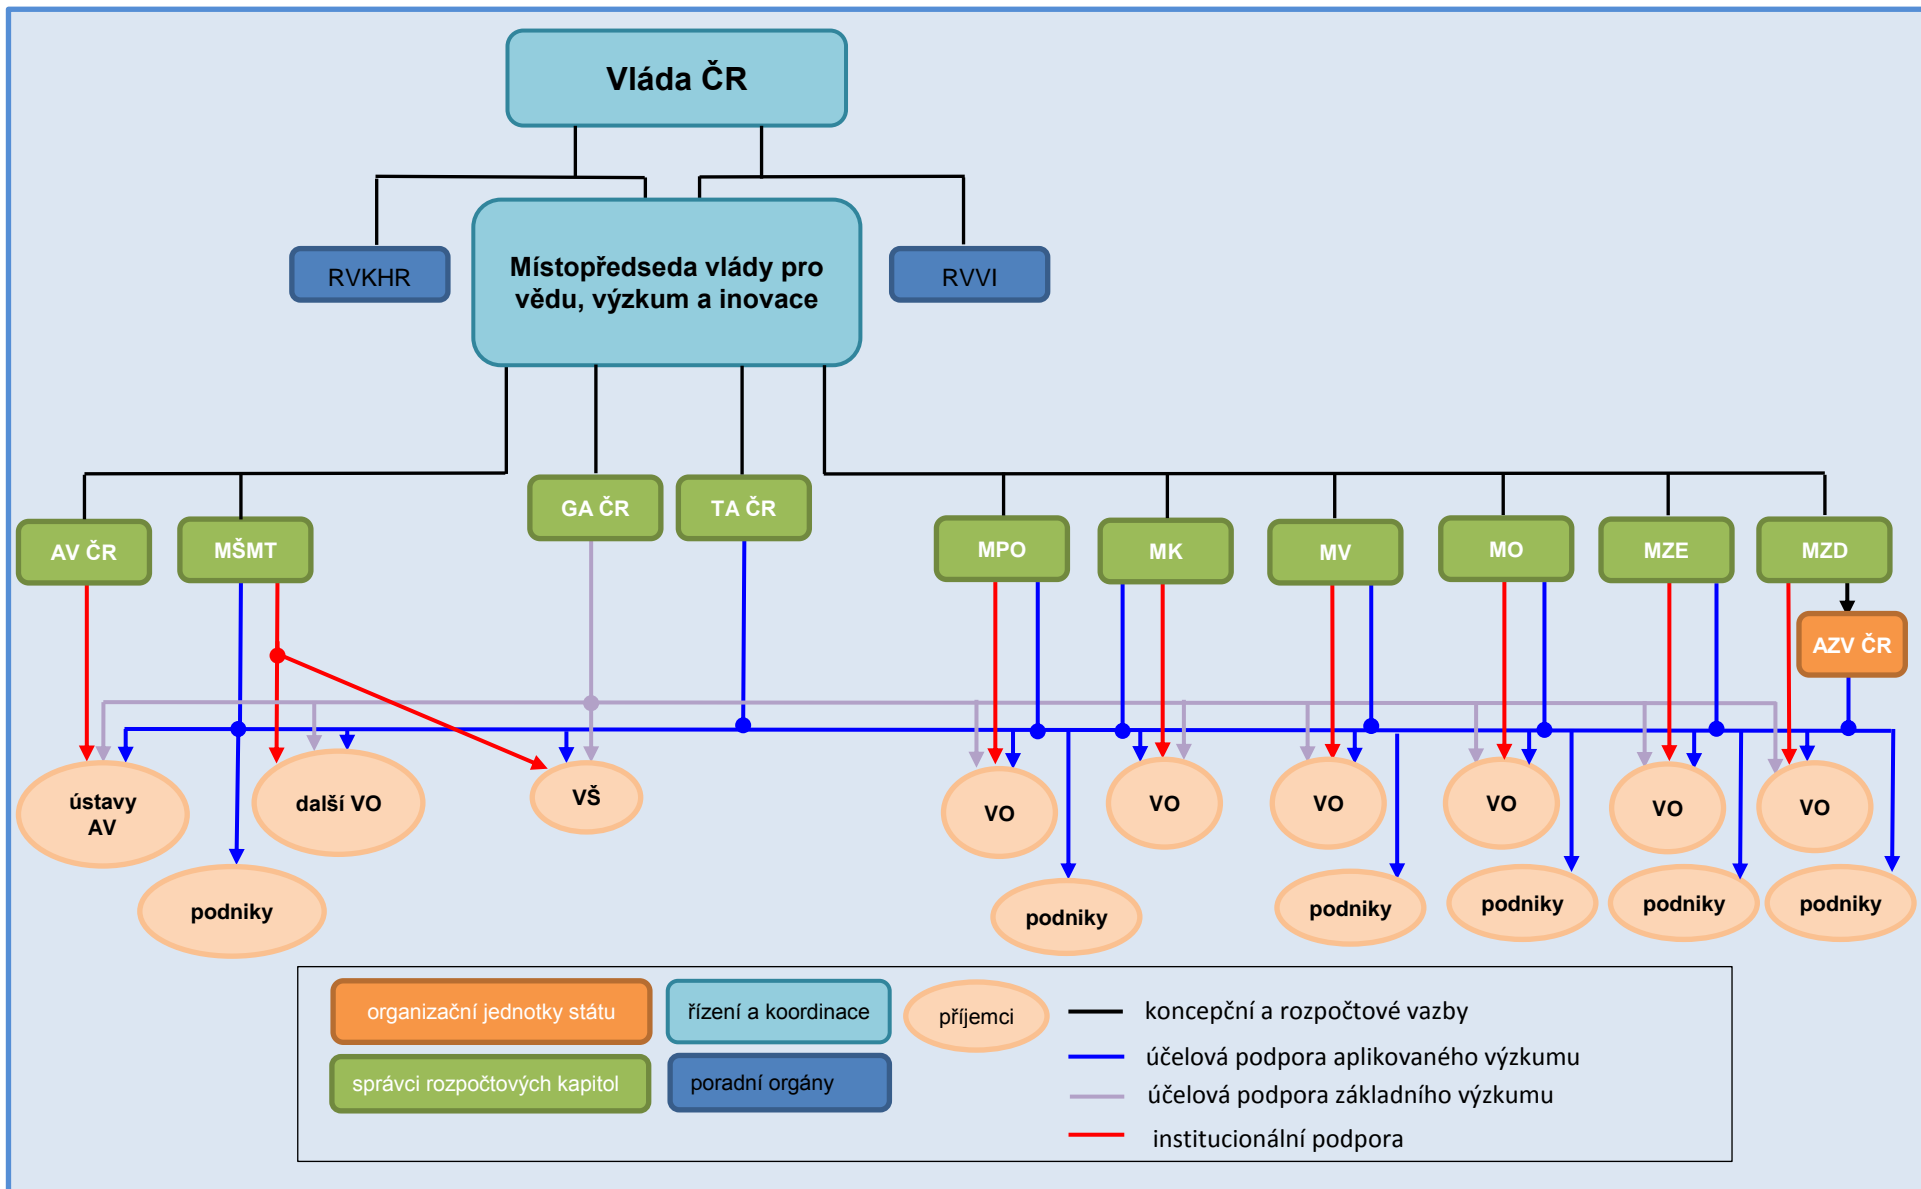 Vláda ČR
RVKHR
Místopředseda vlády pro
vědu, výzkum a inovace
RVVI
GA ČR
TA ČR
AV ČR
MŠMT
MPO
MK
MV
MO
MZE
MZD
AZV ČR
ústavy
AV
další VO
VŠ
VO
VO
VO
VO
VO
VO
podniky
podniky
podniky
podniky
podniky
podniky
organizační jednotky státu
řízení a koordinace
příjemci
koncepční a rozpočtové vazby
účelová podpora aplikovaného výzkumu
správci rozpočtových kapitol
poradní orgány
účelová podpora základního výzkumu
institucionální podpora